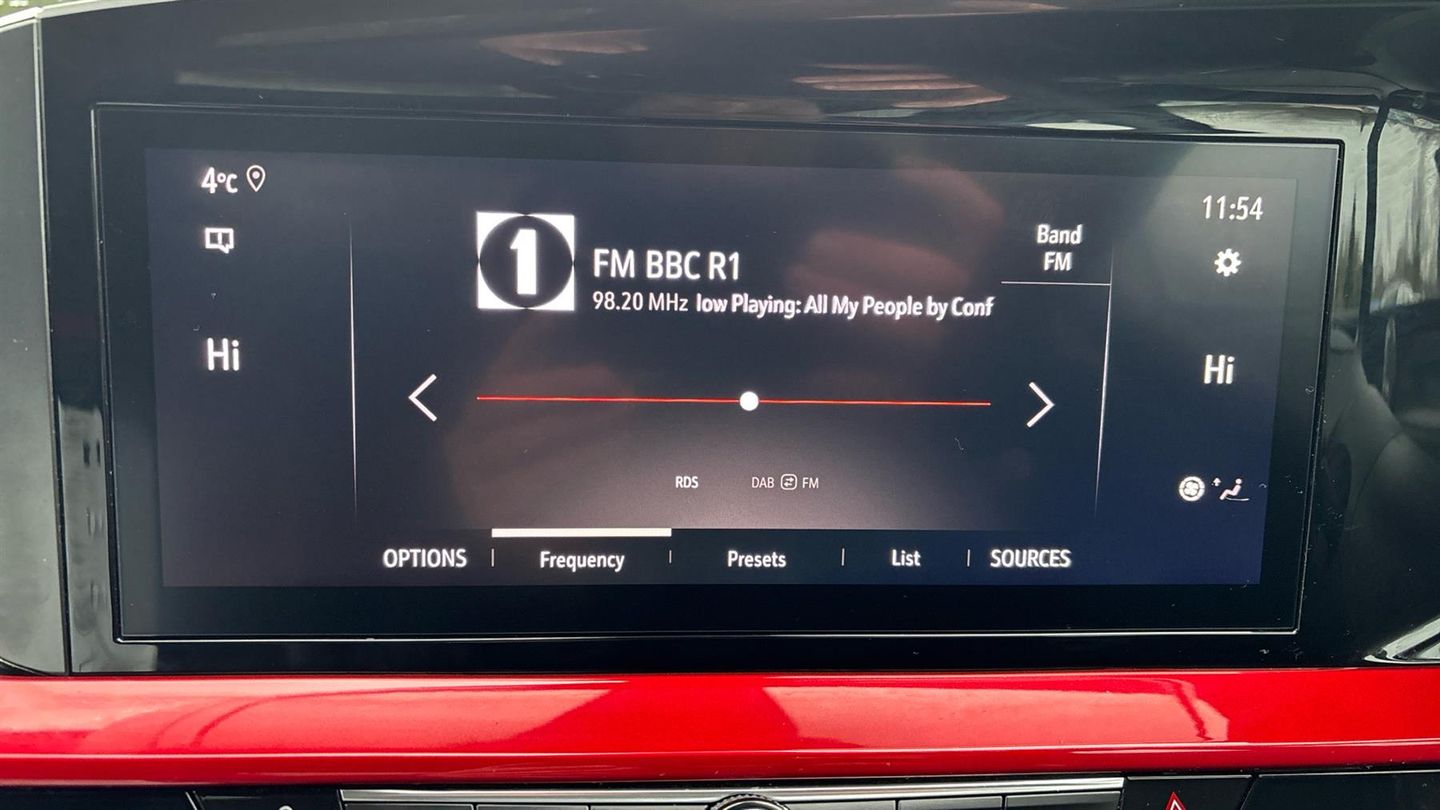 4°C
11:54
1
FM BBC R1
98.20 MHz low Playing: All My People by Conf
Band
FM
Hi
Hi
RDS
DAB FM
OPTIONS
Frequency
Presets
List
SOURCES